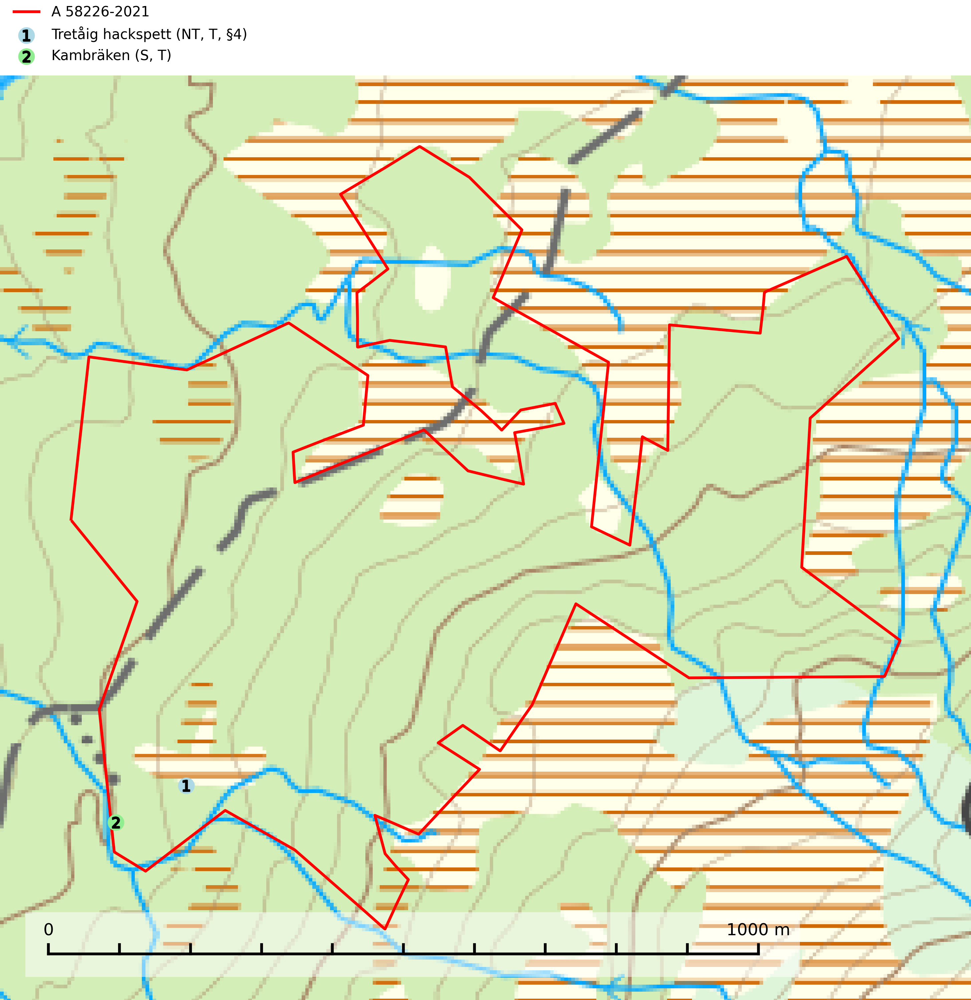 A 58226-2021
1 Tretåig hackspett (NT, T, §4)
2 Kambräken (S, T)
1
2
0 1000 m